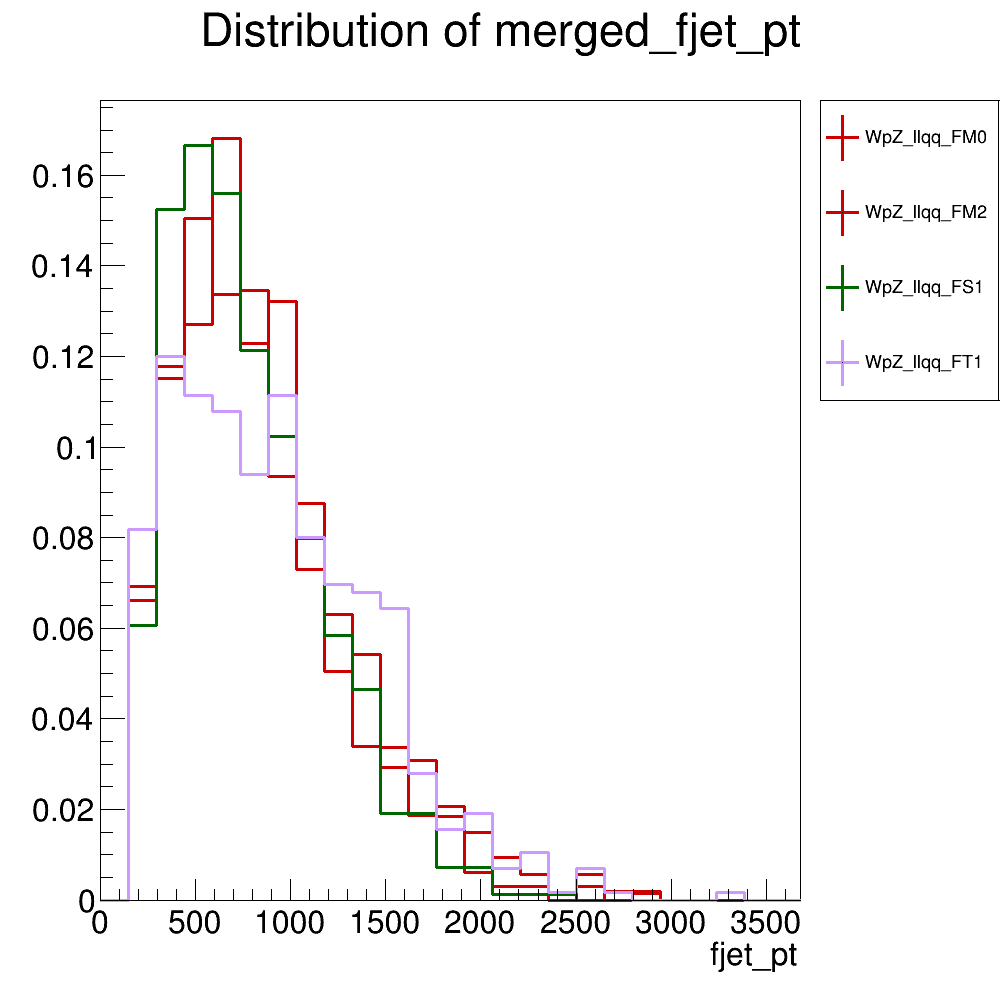 Distribution of merged_fjet_pt
WpZ_llqq_FM0
WpZ_llqq_FM2
WpZ_llqq_FS1
WpZ_llqq_FT1
0.16
0.14
0.12
0.1
0.08
0.06
0.04
0.02
0
0 500 1000 1500 2000 2500 3000 3500
fjet_pt